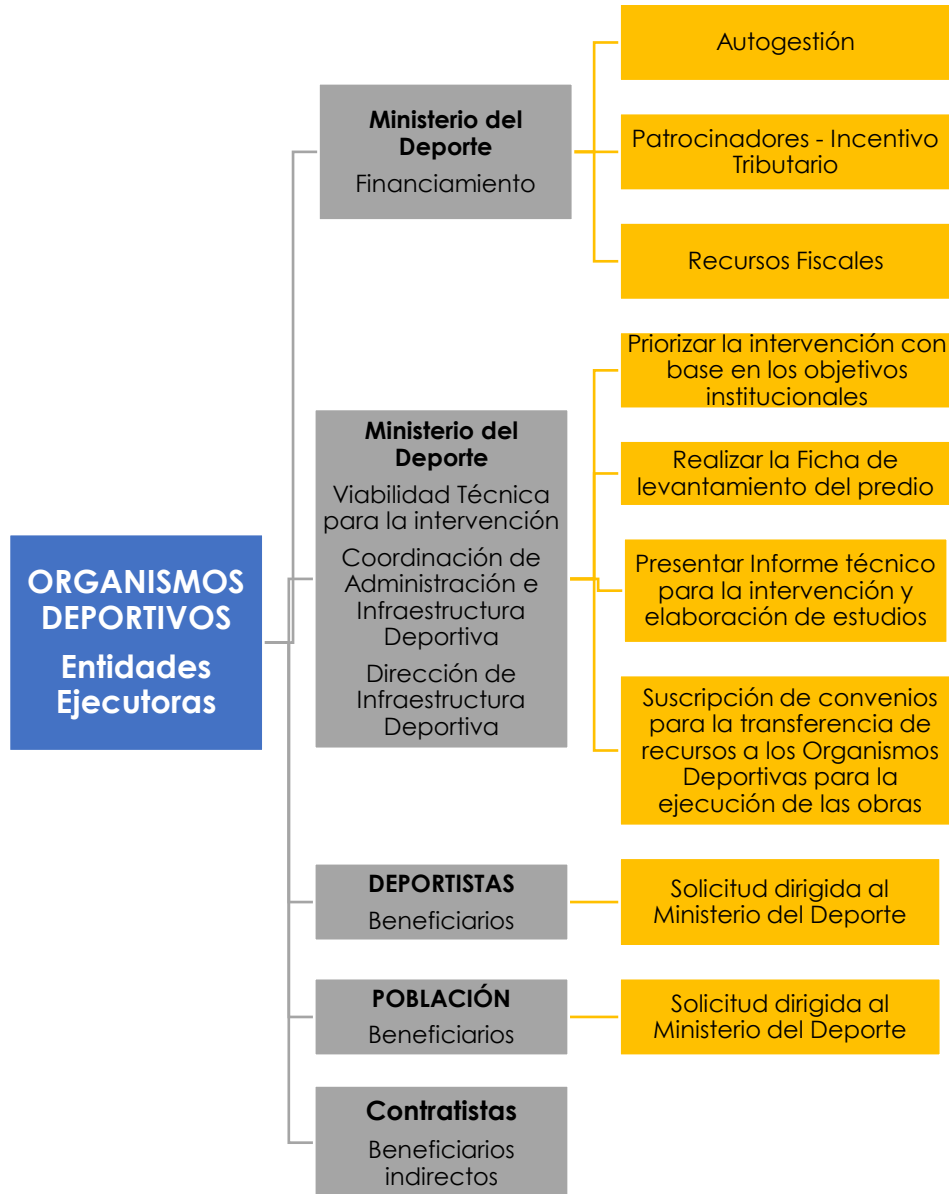 ORGANISMOS
DEPORTIVOS
Entidades
Ejecutoras
Ministerio del
Deporte
Financiamiento
Autogestión
Patrocinadores - Incentivo
Tributario
Recursos Fiscales
Ministerio del
Deporte
Viabilidad Técnica
para la intervención
Coordinación de
Administración e
Infraestructura
Deportiva
Dirección de
Infraestructura
Deportiva
Priorizar la intervención con
base en los objetivos
institucionales
Realizar la Ficha de
levantamiento del predio
Presentar Informe técnico
para la intervención y
elaboración de estudios
Suscripción de convenios
para la transferencia de
recursos a los Organismos
Deportivas para la
ejecución de las obras
DEPORTISTAS
Beneficiarios
Solicitud dirigida al
Ministerio del Deporte
POBLACIÓN
Beneficiarios
Solicitud dirigida al
Ministerio del Deporte
Contratistas
Beneficiarios
indirectos